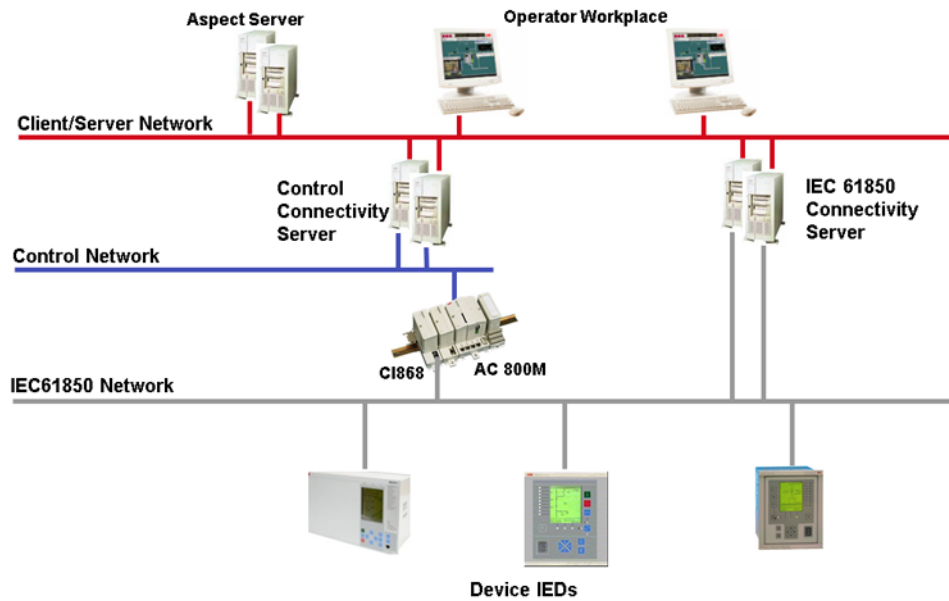 Aspect Server
Operator Workplace
Client/Server Network
Control
Connectivity
Server
IEC 61850
Connectivity
Server
Control Network
CI868
AC 800M
IEC61850 Network
Device IEDs